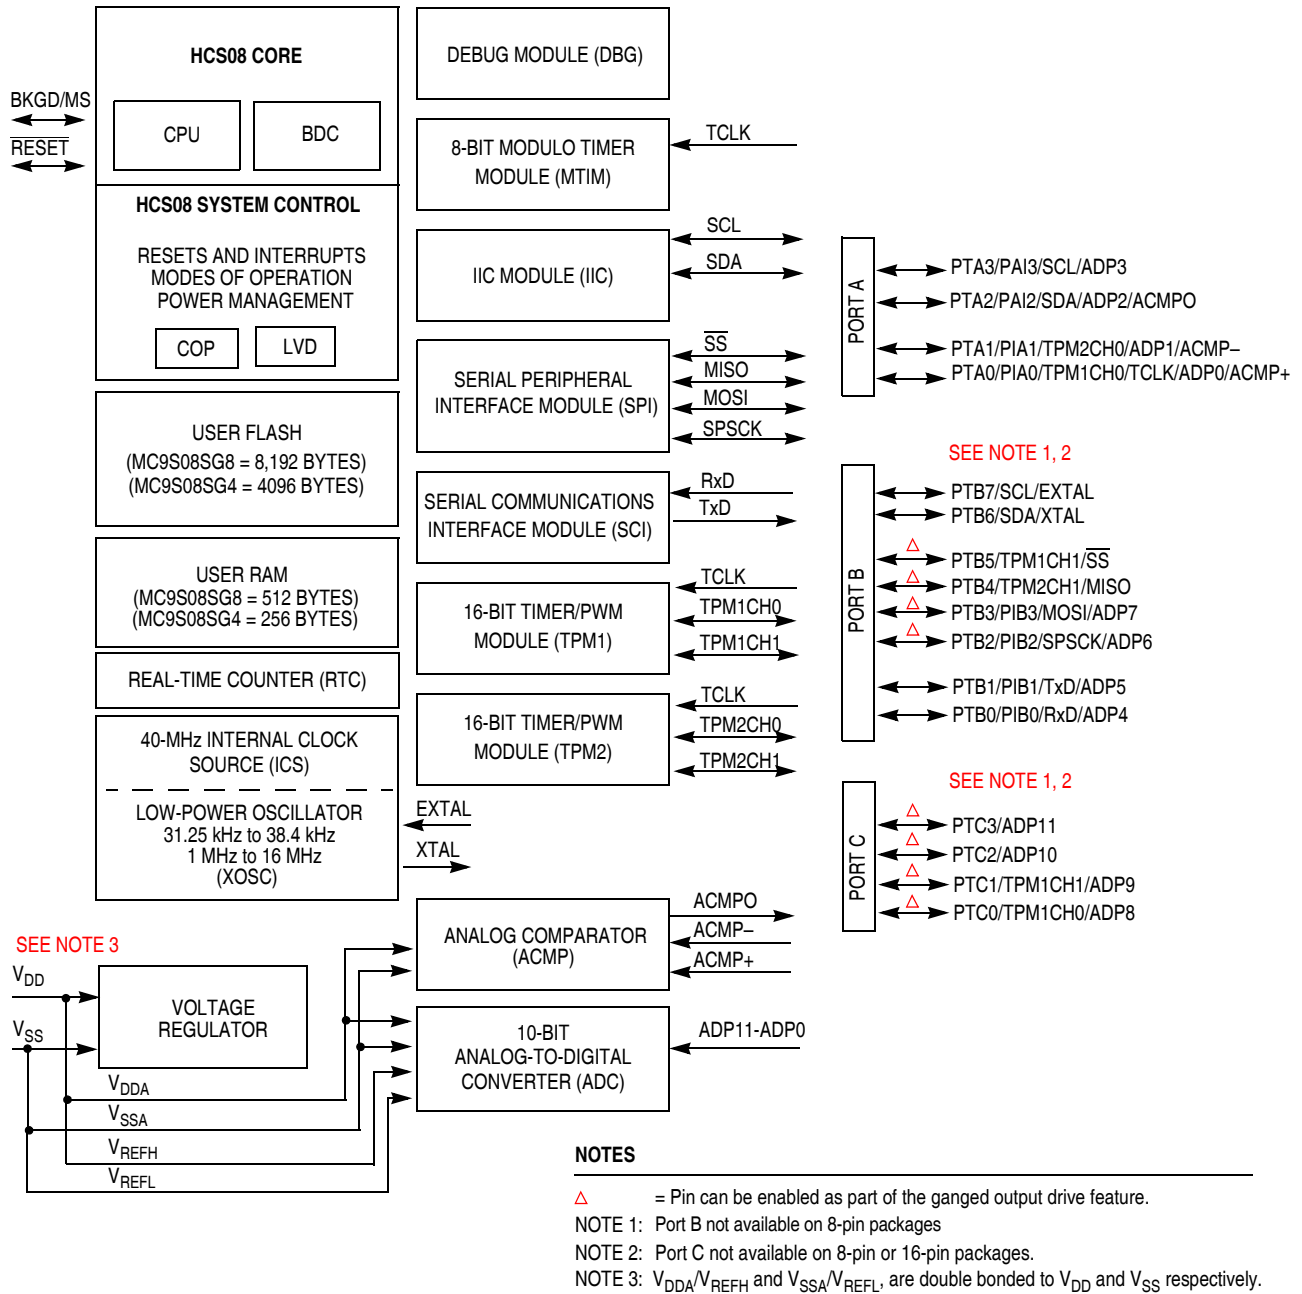 HCS08 CORE
BKGD/MS
RESET
CPU
BDC
HCS08 SYSTEM CONTROL
RESETS AND INTERRUPTS
MODES OF OPERATION
POWER MANAGEMENT
COP
LVD
USER FLASH
(MC9S08SG8 = 8,192 BYTES)
(MC9S08SG4 = 4096 BYTES)
USER RAM
(MC9S08SG8 = 512 BYTES)
(MC9S08SG4 = 256 BYTES)
REAL-TIME COUNTER (RTC)
40-MHz INTERNAL CLOCK
SOURCE (ICS)
LOW-POWER OSCILLATOR
31.25 kHz to 38.4 kHz
1 MHz to 16 MHz
(XOSC)
EXTAL
XTAL
SEE NOTE 3
VDD
VSS
VOLTAGE
REGULATOR
VDDA
VSSA
VREFH
VREFL
DEBUG MODULE (DBG)
8-BIT MODULO TIMER
MODULE (MTIM)
TCLK
IIC MODULE (IIC)
SCL
SDA
SERIAL PERIPHERAL
INTERFACE MODULE (SPI)
SS
MISO
MOSI
SPSCK
SERIAL COMMUNICATIONS
INTERFACE MODULE (SCI)
RxD
TxD
16-BIT TIMER/PWM
MODULE (TPM1)
TCLK
TPM1CH0
TPM1CH1
16-BIT TIMER/PWM
MODULE (TPM2)
TCLK
TPM2CH0
TPM2CH1
ANALOG COMPARATOR
(ACMP)
ACMPO
ACMP–
ACMP+
10-BIT
ANALOG-TO-DIGITAL
CONVERTER (ADC)
ADP11-ADP0
PORT A
PTA3/PAI3/SCL/ADP3
PTA2/PAI2/SDA/ADP2/ACMPO
PTA1/PIA1/TPM2CH0/ADP1/ACMP–
PTA0/PIA0/TPM1CH0/TCLK/ADP0/ACMP+
SEE NOTE 1, 2
PORT B
PTB7/SCL/EXTAL
PTB6/SDA/XTAL
PTB5/TPM1CH1/SS
PTB4/TPM2CH1/MISO
PTB3/PIB3/MOSI/ADP7
PTB2/PIB2/SPSCK/ADP6
PTB1/PIB1/TxD/ADP5
PTB0/PIB0/RxD/ADP4
SEE NOTE 1, 2
PORT C
PTC3/ADP11
PTC2/ADP10
PTC1/TPM1CH1/ADP9
PTC0/TPM1CH0/ADP8
NOTES
△ = Pin can be enabled as part of the ganged output drive feature.
NOTE 1: Port B not available on 8-pin packages
NOTE 2: Port C not available on 8-pin or 16-pin packages.
NOTE 3: VDDA/VREFH and VSSA/VREFL, are double bonded to VDD and VSS respectively.